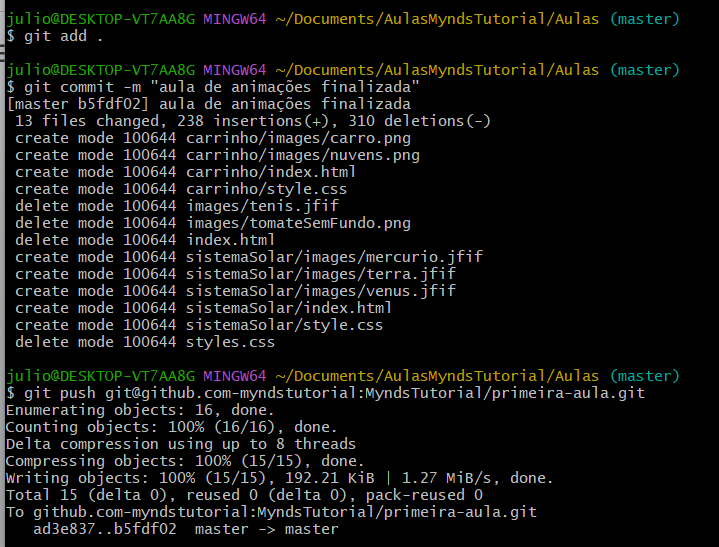 julio@DESKTOP-VT7AA8G MINGW64 ~/Documents/AulasMyndsTutorial/Aulas (master)
$ git add .
julio@DESKTOP-VT7AA8G MINGW64 ~/Documents/AulasMyndsTutorial/Aulas (master)
$ git commit -m "aula de animações finalizada"
[master b5fdf02] aula de animações finalizada
 13 files changed, 238 insertions(+), 310 deletions(-)
 create mode 100644 carrinho/images/carro.png
 create mode 100644 carrinho/images/nuvens.png
 create mode 100644 carrinho/index.html
 create mode 100644 carrinho/style.css
 delete mode 100644 images/tenis.jfif
 delete mode 100644 images/tomateSemFundo.png
 delete mode 100644 index.html
 create mode 100644 sistemaSolar/images/mercurio.jfif
 create mode 100644 sistemaSolar/images/terra.jfif
 create mode 100644 sistemaSolar/images/venus.jfif
 create mode 100644 sistemaSolar/index.html
 create mode 100644 sistemaSolar/style.css
 delete mode 100644 styles.css
julio@DESKTOP-VT7AA8G MINGW64 ~/Documents/AulasMyndsTutorial/Aulas (master)
$ git push git@github.com-myndstutorial:MyndsTutorial/primeira-aula.git
Enumerating objects: 16, done.
Counting objects: 100% (16/16), done.
Delta compression using up to 8 threads
Compressing objects: 100% (15/15), done.
Writing objects: 100% (15/15), 192.21 KiB | 1.27 MiB/s, done.
Total 15 (delta 0), reused 0 (delta 0), pack-reused 0
To github.com-myndstutorial:MyndsTutorial/primeira-aula.git
   ad3e837..b5fdf02  master -> master